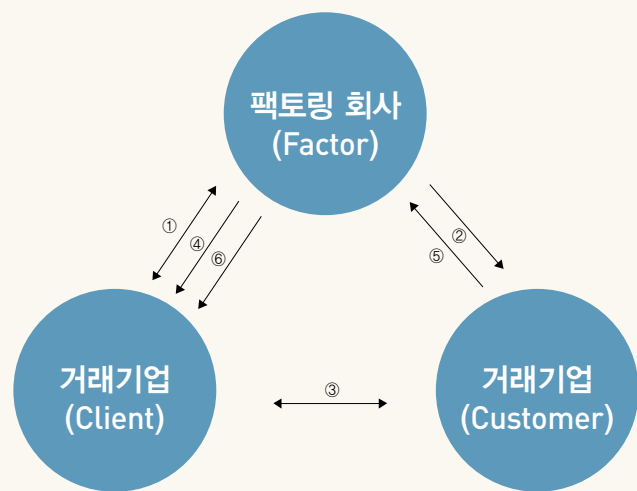 팩토링 회사
(Factor)
①
④
⑥
②
⑤
거래기업
(Client)
③
거래기업
(Customer)